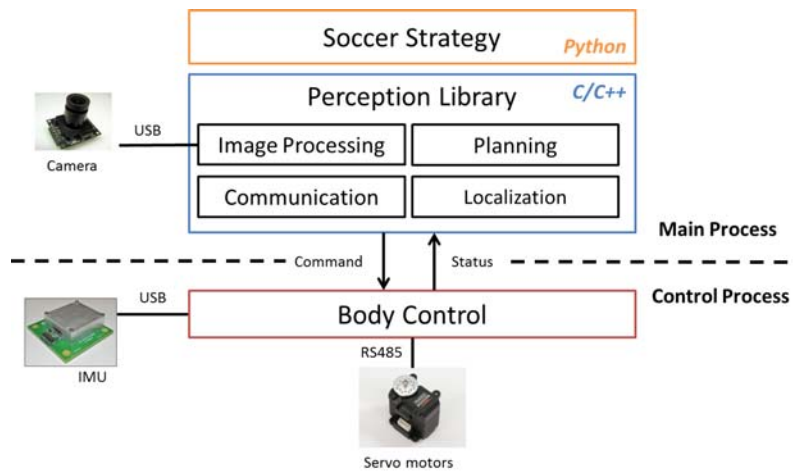 Soccer Strategy
Python
Perception Library
C/C++
USB
Image Processing
Planning
Camera
Communication
Localization
Main Process
Command
Status
Control Process
USB
Body Control
IMU
RS485
Servo motors